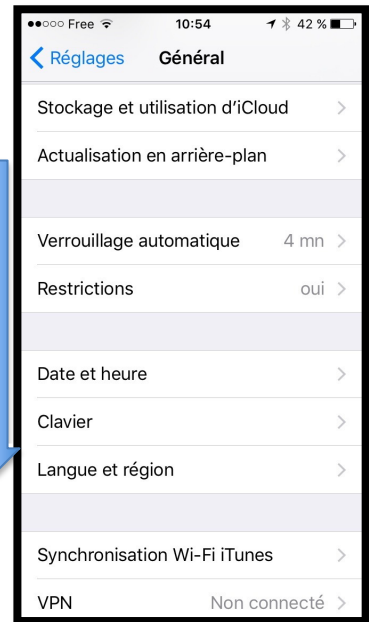 Free 10:54 42 %
Réglages Général
Stockage et utilisation d'iCloud
Actualisation en arrière-plan
Verrouillage automatique 4 mn
Restrictions oui
Date et heure
Clavier
Langue et région
Synchronisation Wi-Fi iTunes
VPN Non connecté